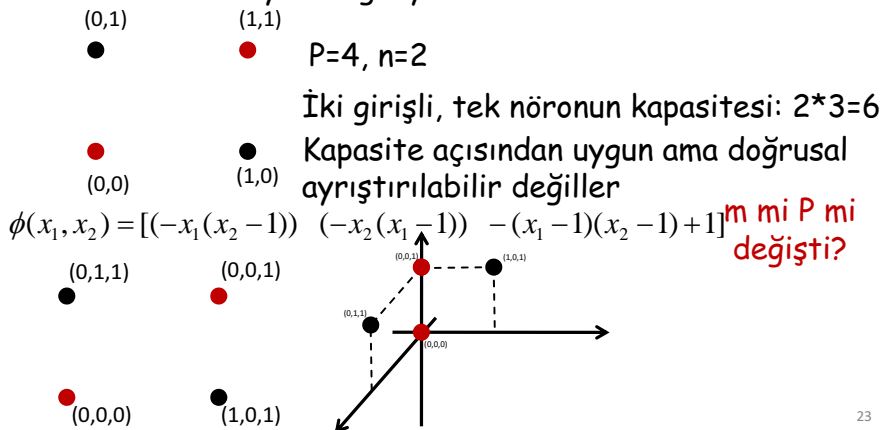 (0,1)
(1,1)
P=4, n=2
İki girişli, tek nöronun kapasitesi: 2*3=6
Kapasite açısından uygun ama doğrusal
ayrıştırılabilir değiller
(0,0)
(1,0)
ϕ(x₁,x₂)=[(−x₁(x₂−1)) (−x₂(x₁−1)) −(x₁−1)(x₂−1)+1]
m mi P mi
değişti?
(0,1,1)
(0,0,1)
(0,0,1)
(1,0,1)
(0,1,1)
(0,0,0)
(0,0,0)
(1,0,1)
23